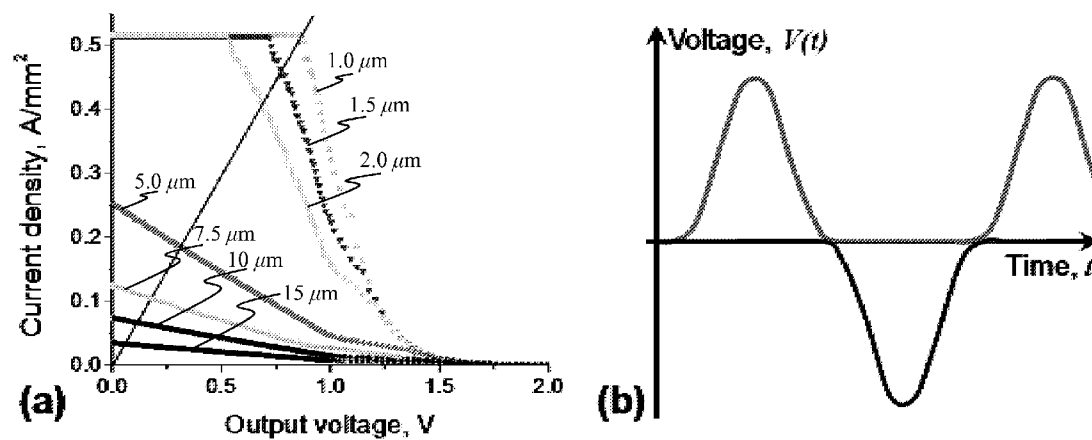 Current density, A/mm²
0.5
0.4
0.3
0.2
0.1
0.0
1.0 μm
1.5 μm
2.0 μm
5.0 μm
7.5 μm
10 μm
15 μm
0.0 0.5 1.0 1.5 2.0
Output voltage, V
(a)
Voltage, V(t)
Time, t
(b)